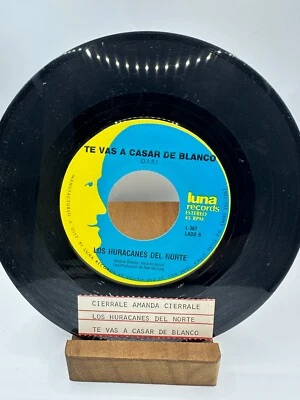 TE VAS A CASAR DE BLANCO
luna
records
ESTEREO
45 RPM
LOS HURACANES DEL NORTE
CIERRALE AMANDA CIERRALE
LOS HURACANES DEL NORTE
TE VAS A CASAR DE BLANCO